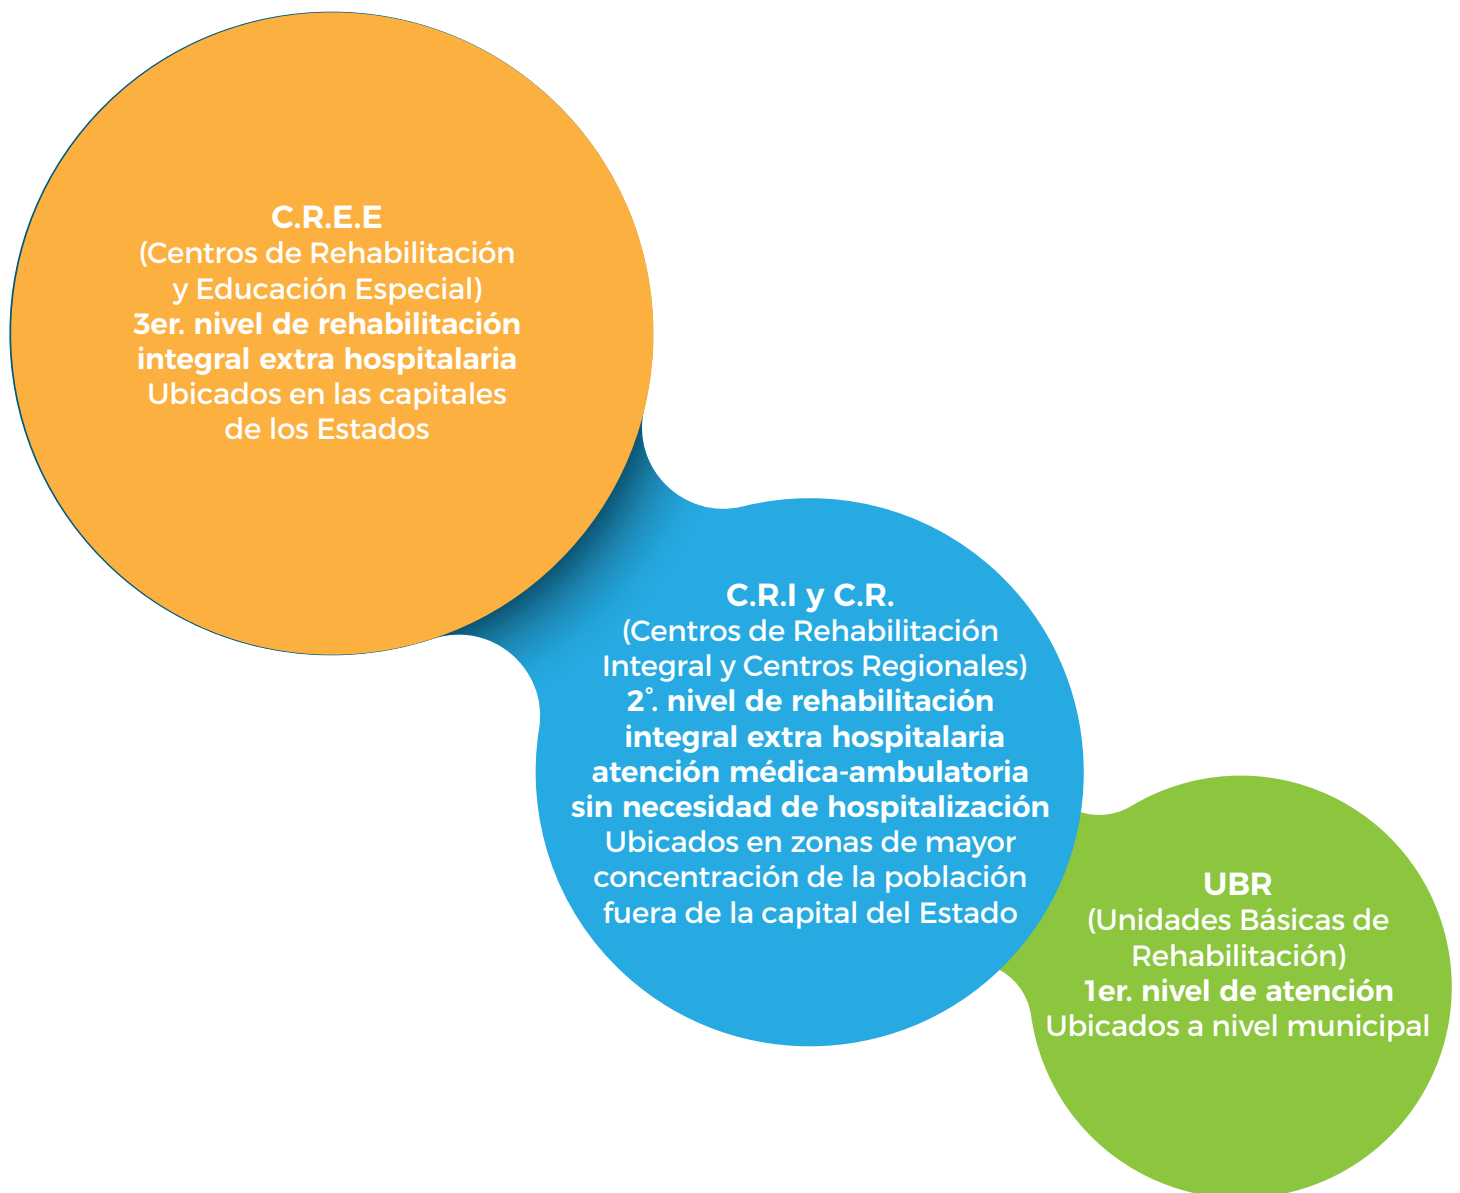 C.R.E.E
(Centros de Rehabilitación
y Educación Especial)
3er. nivel de rehabilitación
integral extra hospitalaria
Ubicados en las capitales
de los Estados
C.R.I y C.R.
(Centros de Rehabilitación
Integral y Centros Regionales)
2°. nivel de rehabilitación
integral extra hospitalaria
atención médica-ambulatoria
sin necesidad de hospitalización
Ubicados en zonas de mayor
concentración de la población
fuera de la capital del Estado
UBR
(Unidades Básicas de
Rehabilitación)
1er. nivel de atención
Ubicados a nivel municipal